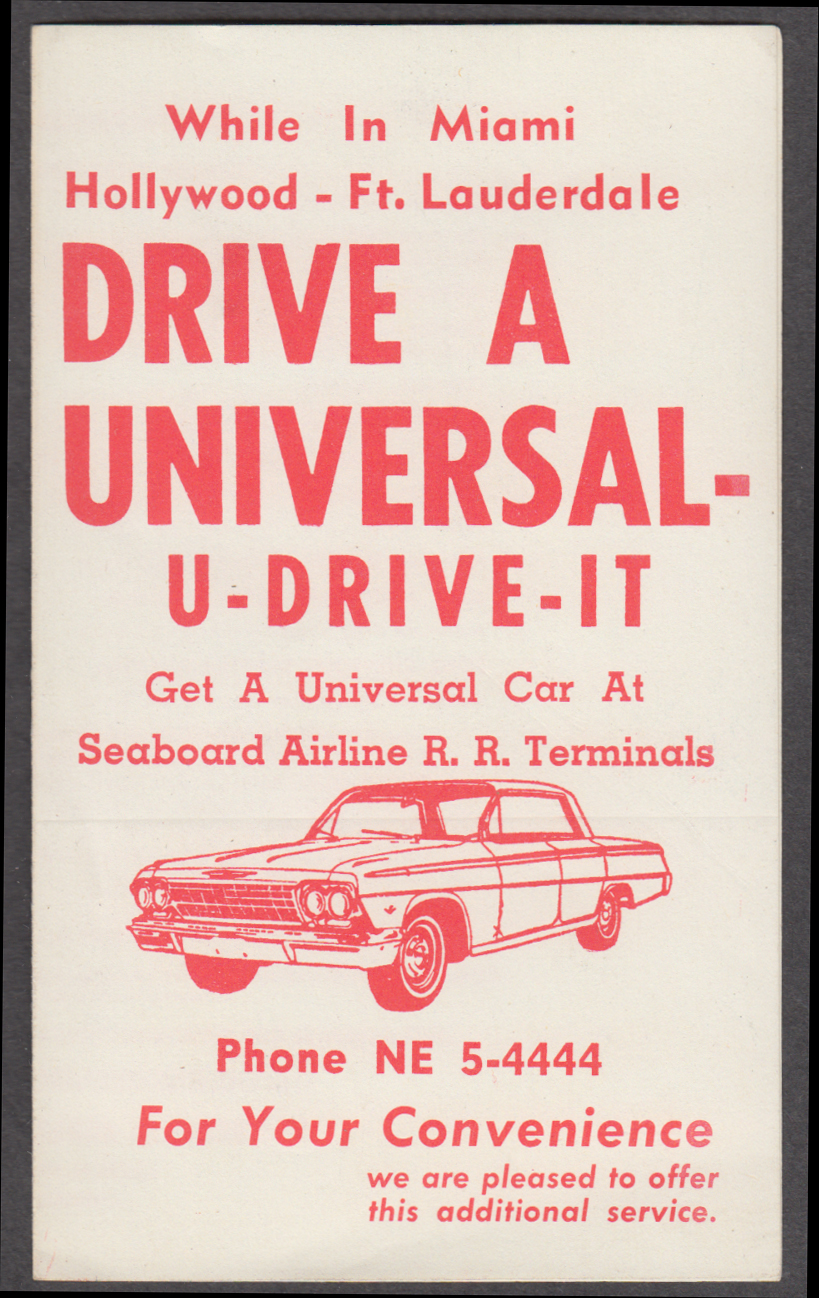 While In Miami
Hollywood - Ft. Lauderdale
DRIVE A
UNIVERSAL-
U-DRIVE-IT
Get A Universal Car At
Seaboard Airline R. R. Terminals
Phone NE 5-4444
For Your Convenience
we are pleased to offer
this additional service.